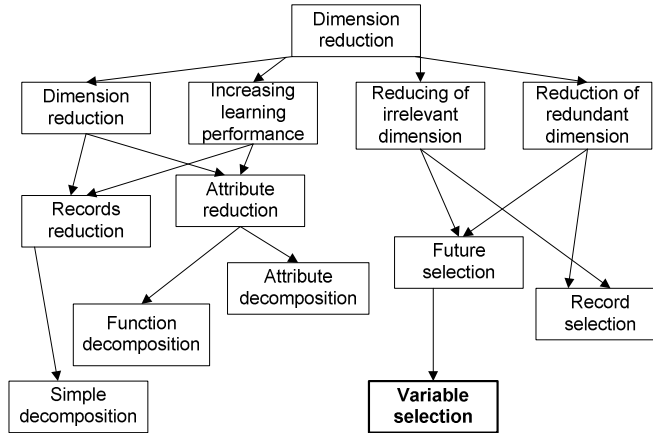 Dimension
reduction
Dimension
reduction
Increasing
learning
performance
Reducing of
irrelevant
dimension
Reduction of
redundant
dimension
Records
reduction
Attribute
reduction
Future
selection
Attribute
decomposition
Record
selection
Function
decomposition
Simple
decomposition
Variable
selection